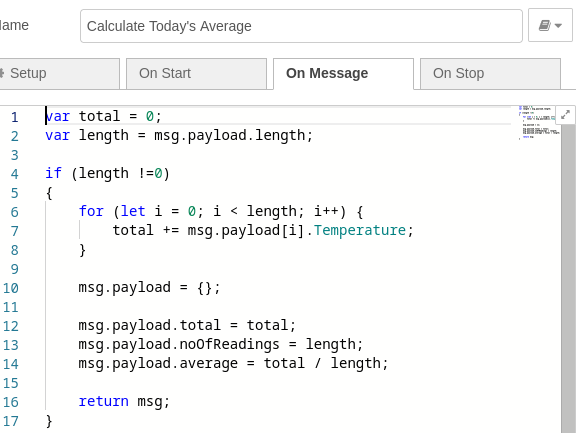 Name
Calculate Today's Average
Setup
On Start
On Message
On Stop
1 var total = 0;
2 var length = msg.payload.length;
3
4 if (length !=0)
5 {
6 for (let i = 0; i < length; i++) {
7 total += msg.payload[i].Temperature;
8 }
9
10 msg.payload = {};
11
12 msg.payload.total = total;
13 msg.payload.noOfReadings = length;
14 msg.payload.average = total / length;
15
16 return msg;
17 }